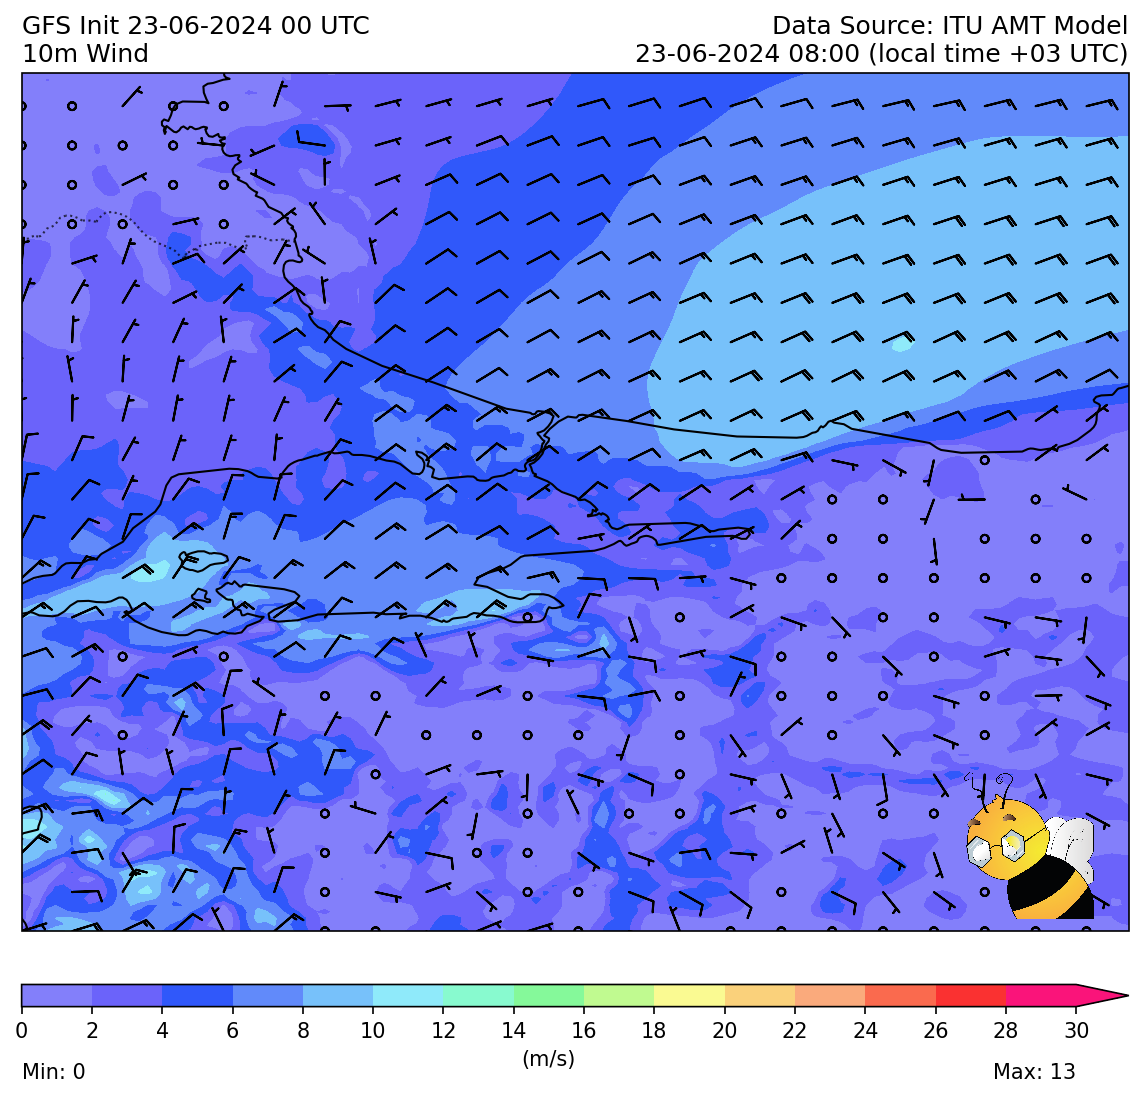 GFS Init 23-06-2024 00 UTC
Data Source: ITU AMT Model
10m Wind
23-06-2024 08:00 (local time +03 UTC)
0 2 4 6 8 10 12 14 16 18 20 22 24 26 28 30
(m/s)
Min: 0
Max: 13